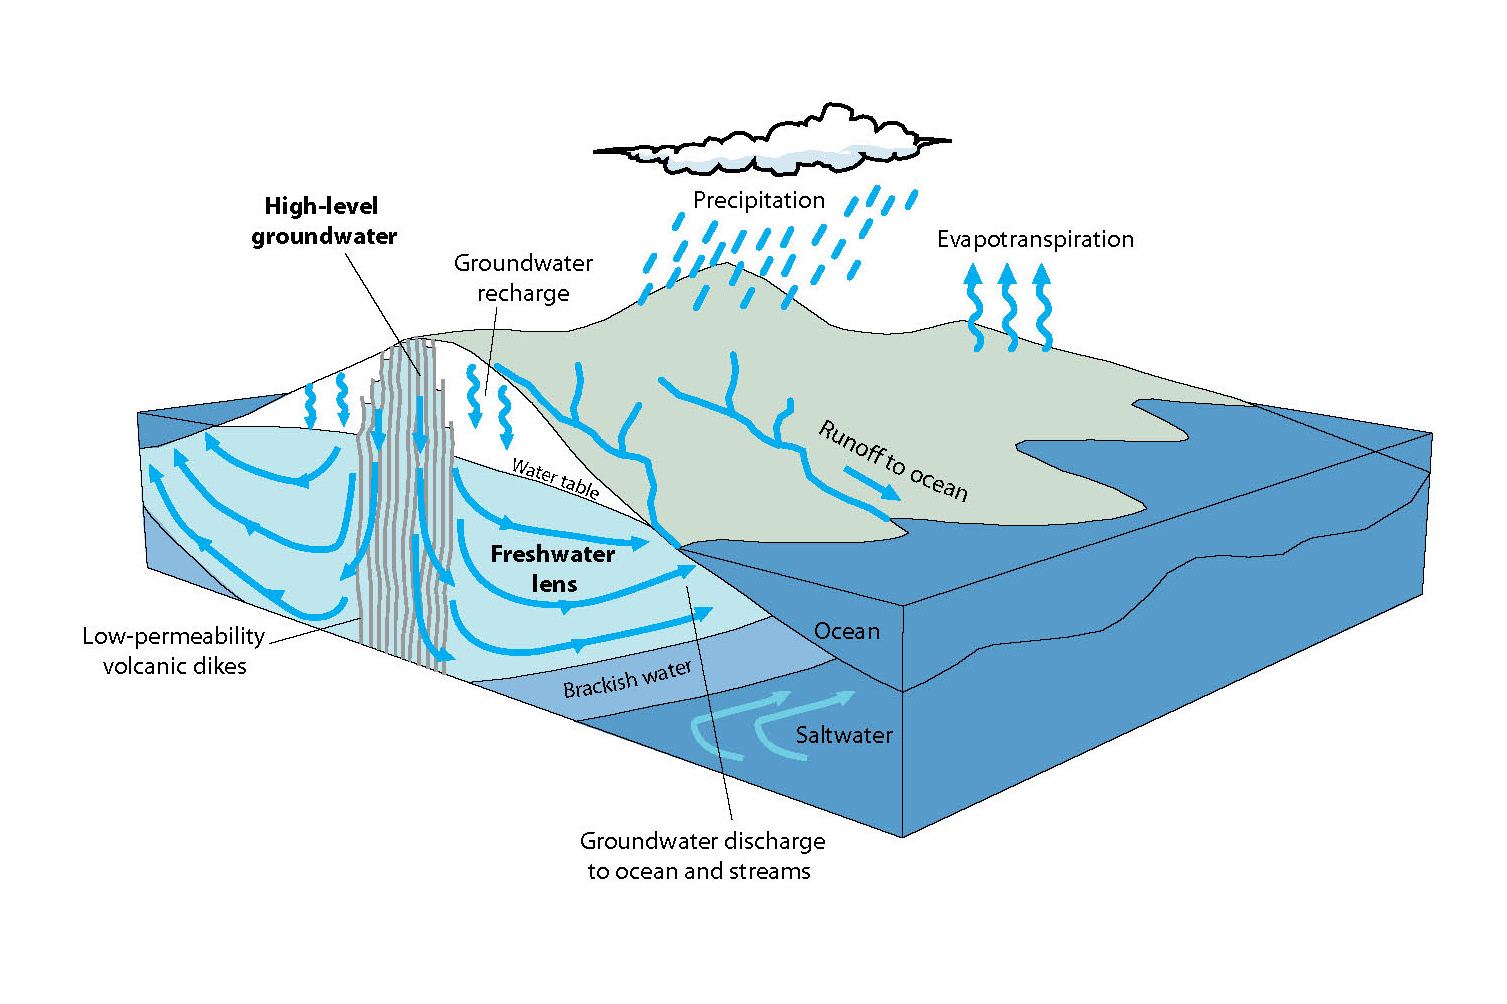 Precipitation
High-level
groundwater
Evapotranspiration
Groundwater
recharge
Runoff to ocean
Water table
Freshwater
lens
Ocean
Low-permeability
volcanic dikes
Brackish water
Saltwater
Groundwater discharge
to ocean and streams